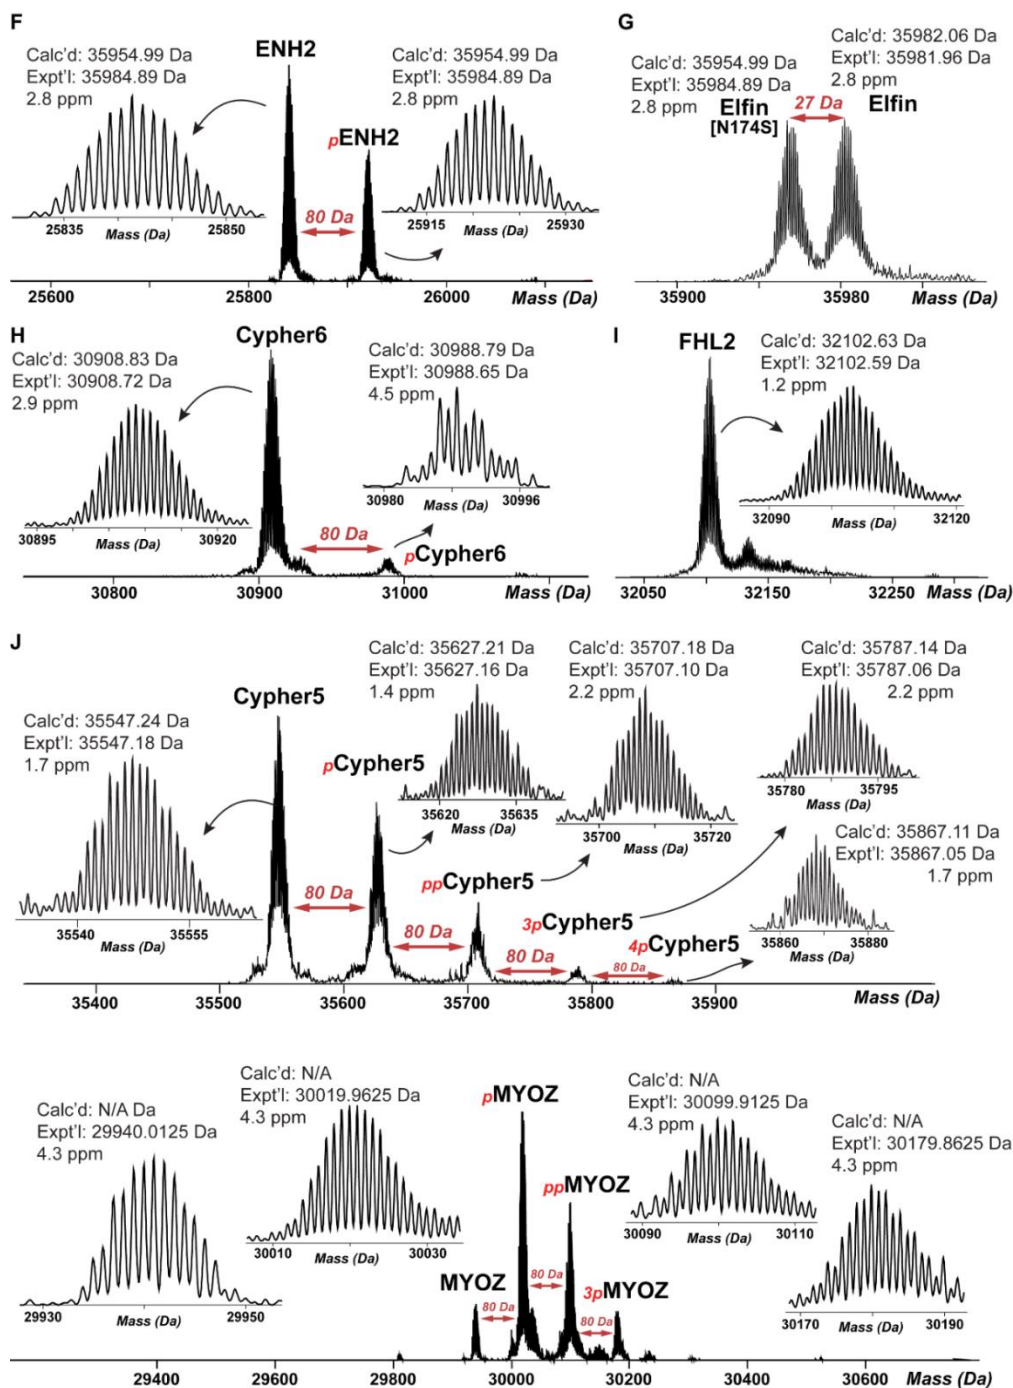 F
ENH2
Calc'd: 35954.99 Da
Expt'l: 35984.89 Da
2.8 ppm
Calc'd: 35954.99 Da
Expt'l: 35984.89 Da
2.8 ppm
pENH2
80 Da
25835 25850
Mass (Da)
25915 25930
Mass (Da)
25600 25800 26000 Mass (Da)
G
Calc'd: 35954.99 Da
Expt'l: 35984.89 Da
2.8 ppm
Calc'd: 35982.06 Da
Expt'l: 35981.96 Da
2.8 ppm
Elfin
[N174S]
27 Da
Elfin
35900 35980 Mass (Da)
H
Cypher6
Calc'd: 30908.83 Da
Expt'l: 30908.72 Da
2.9 ppm
Calc'd: 30988.79 Da
Expt'l: 30988.65 Da
4.5 ppm
30895 30920
Mass (Da)
30980 30996
Mass (Da)
80 Da
pCypher6
30800 30900 31000 Mass (Da)
I
FHL2
Calc'd: 32102.63 Da
Expt'l: 32102.59 Da
1.2 ppm
32090 32120
Mass (Da)
32050 32150 32250 Mass (Da)
J
Calc'd: 35547.24 Da
Expt'l: 35547.18 Da
1.7 ppm
Cypher5
Calc'd: 35627.21 Da
Expt'l: 35627.16 Da
1.4 ppm
Calc'd: 35707.18 Da
Expt'l: 35707.10 Da
2.2 ppm
Calc'd: 35787.14 Da
Expt'l: 35787.06 Da
2.2 ppm
Calc'd: 35867.11 Da
Expt'l: 35867.05 Da
1.7 ppm
pCypher5
ppCypher5
3pCypher5
4pCypher5
35540 35555
Mass (Da)
35620 35635
Mass (Da)
35700 35720
Mass (Da)
35780 35795
Mass (Da)
35860 35880
Mass (Da)
80 Da
80 Da
80 Da
80 Da
35400 35500 35600 35700 35800 35900 Mass (Da)
Calc'd: N/A Da
Expt'l: 29940.0125 Da
4.3 ppm
Calc'd: N/A
Expt'l: 30019.9625 Da
4.3 ppm
Calc'd: N/A
Expt'l: 30099.9125 Da
4.3 ppm
Calc'd: N/A
Expt'l: 30179.8625 Da
4.3 ppm
MYOZ
pMYOZ
ppMYOZ
3pMYOZ
29930 29950
Mass (Da)
30010 30030
Mass (Da)
30090 30110
Mass (Da)
30170 30190
Mass (Da)
80 Da
80 Da
80 Da
29400 29600 29800 30000 30200 30400 30600 Mass (Da)